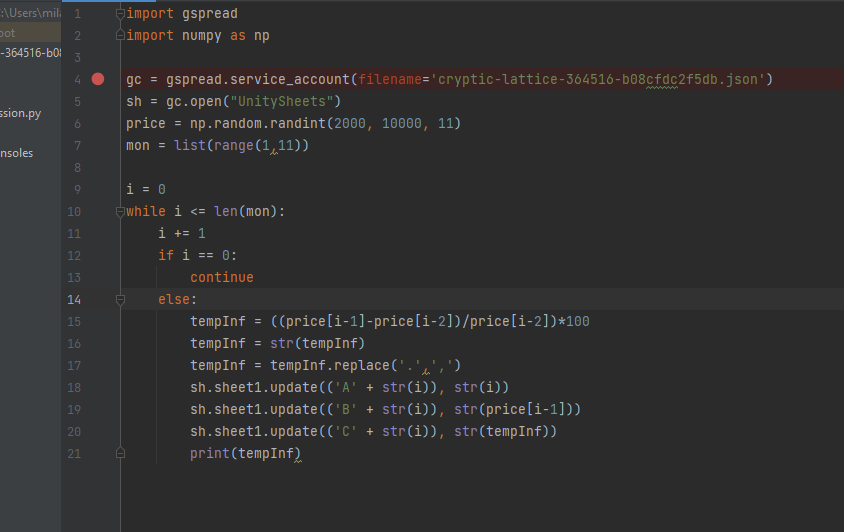 :\Users\mila
oot
-364516-b08
ssion.py
nsoles
1 import gspread
2 import numpy as np
3
4 gc = gspread.service_account(filename='cryptic-lattice-364516-b08cfdc2f5db.json')
5 sh = gc.open("UnitySheets")
6 price = np.random.randint(2000, 10000, 11)
7 mon = list(range(1,11))
8
9 i = 0
10 while i <= len(mon):
11 i += 1
12 if i == 0:
13 continue
14 else:
15 tempInf = ((price[i-1]-price[i-2])/price[i-2])*100
16 tempInf = str(tempInf)
17 tempInf = tempInf.replace('.',',')
18 sh.sheet1.update(('A' + str(i)), str(i))
19 sh.sheet1.update(('B' + str(i)), str(price[i-1]))
20 sh.sheet1.update(('C' + str(i)), str(tempInf))
21 print(tempInf)